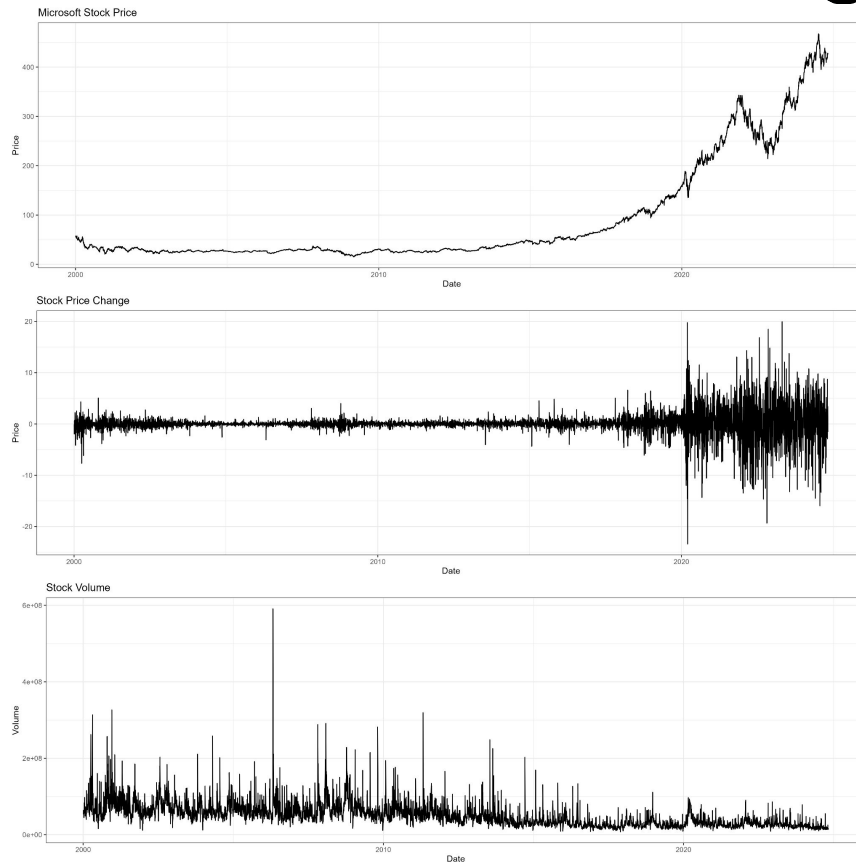 Microsoft Stock Price
400
300
200
100
0
Price
2000
2010
2020
Date
Stock Price Change
20
10
0
-10
-20
Price
2000
2010
2020
Date
Stock Volume
6e+08
4e+08
2e+08
0e+00
Volume
2000
2010
2020
Date